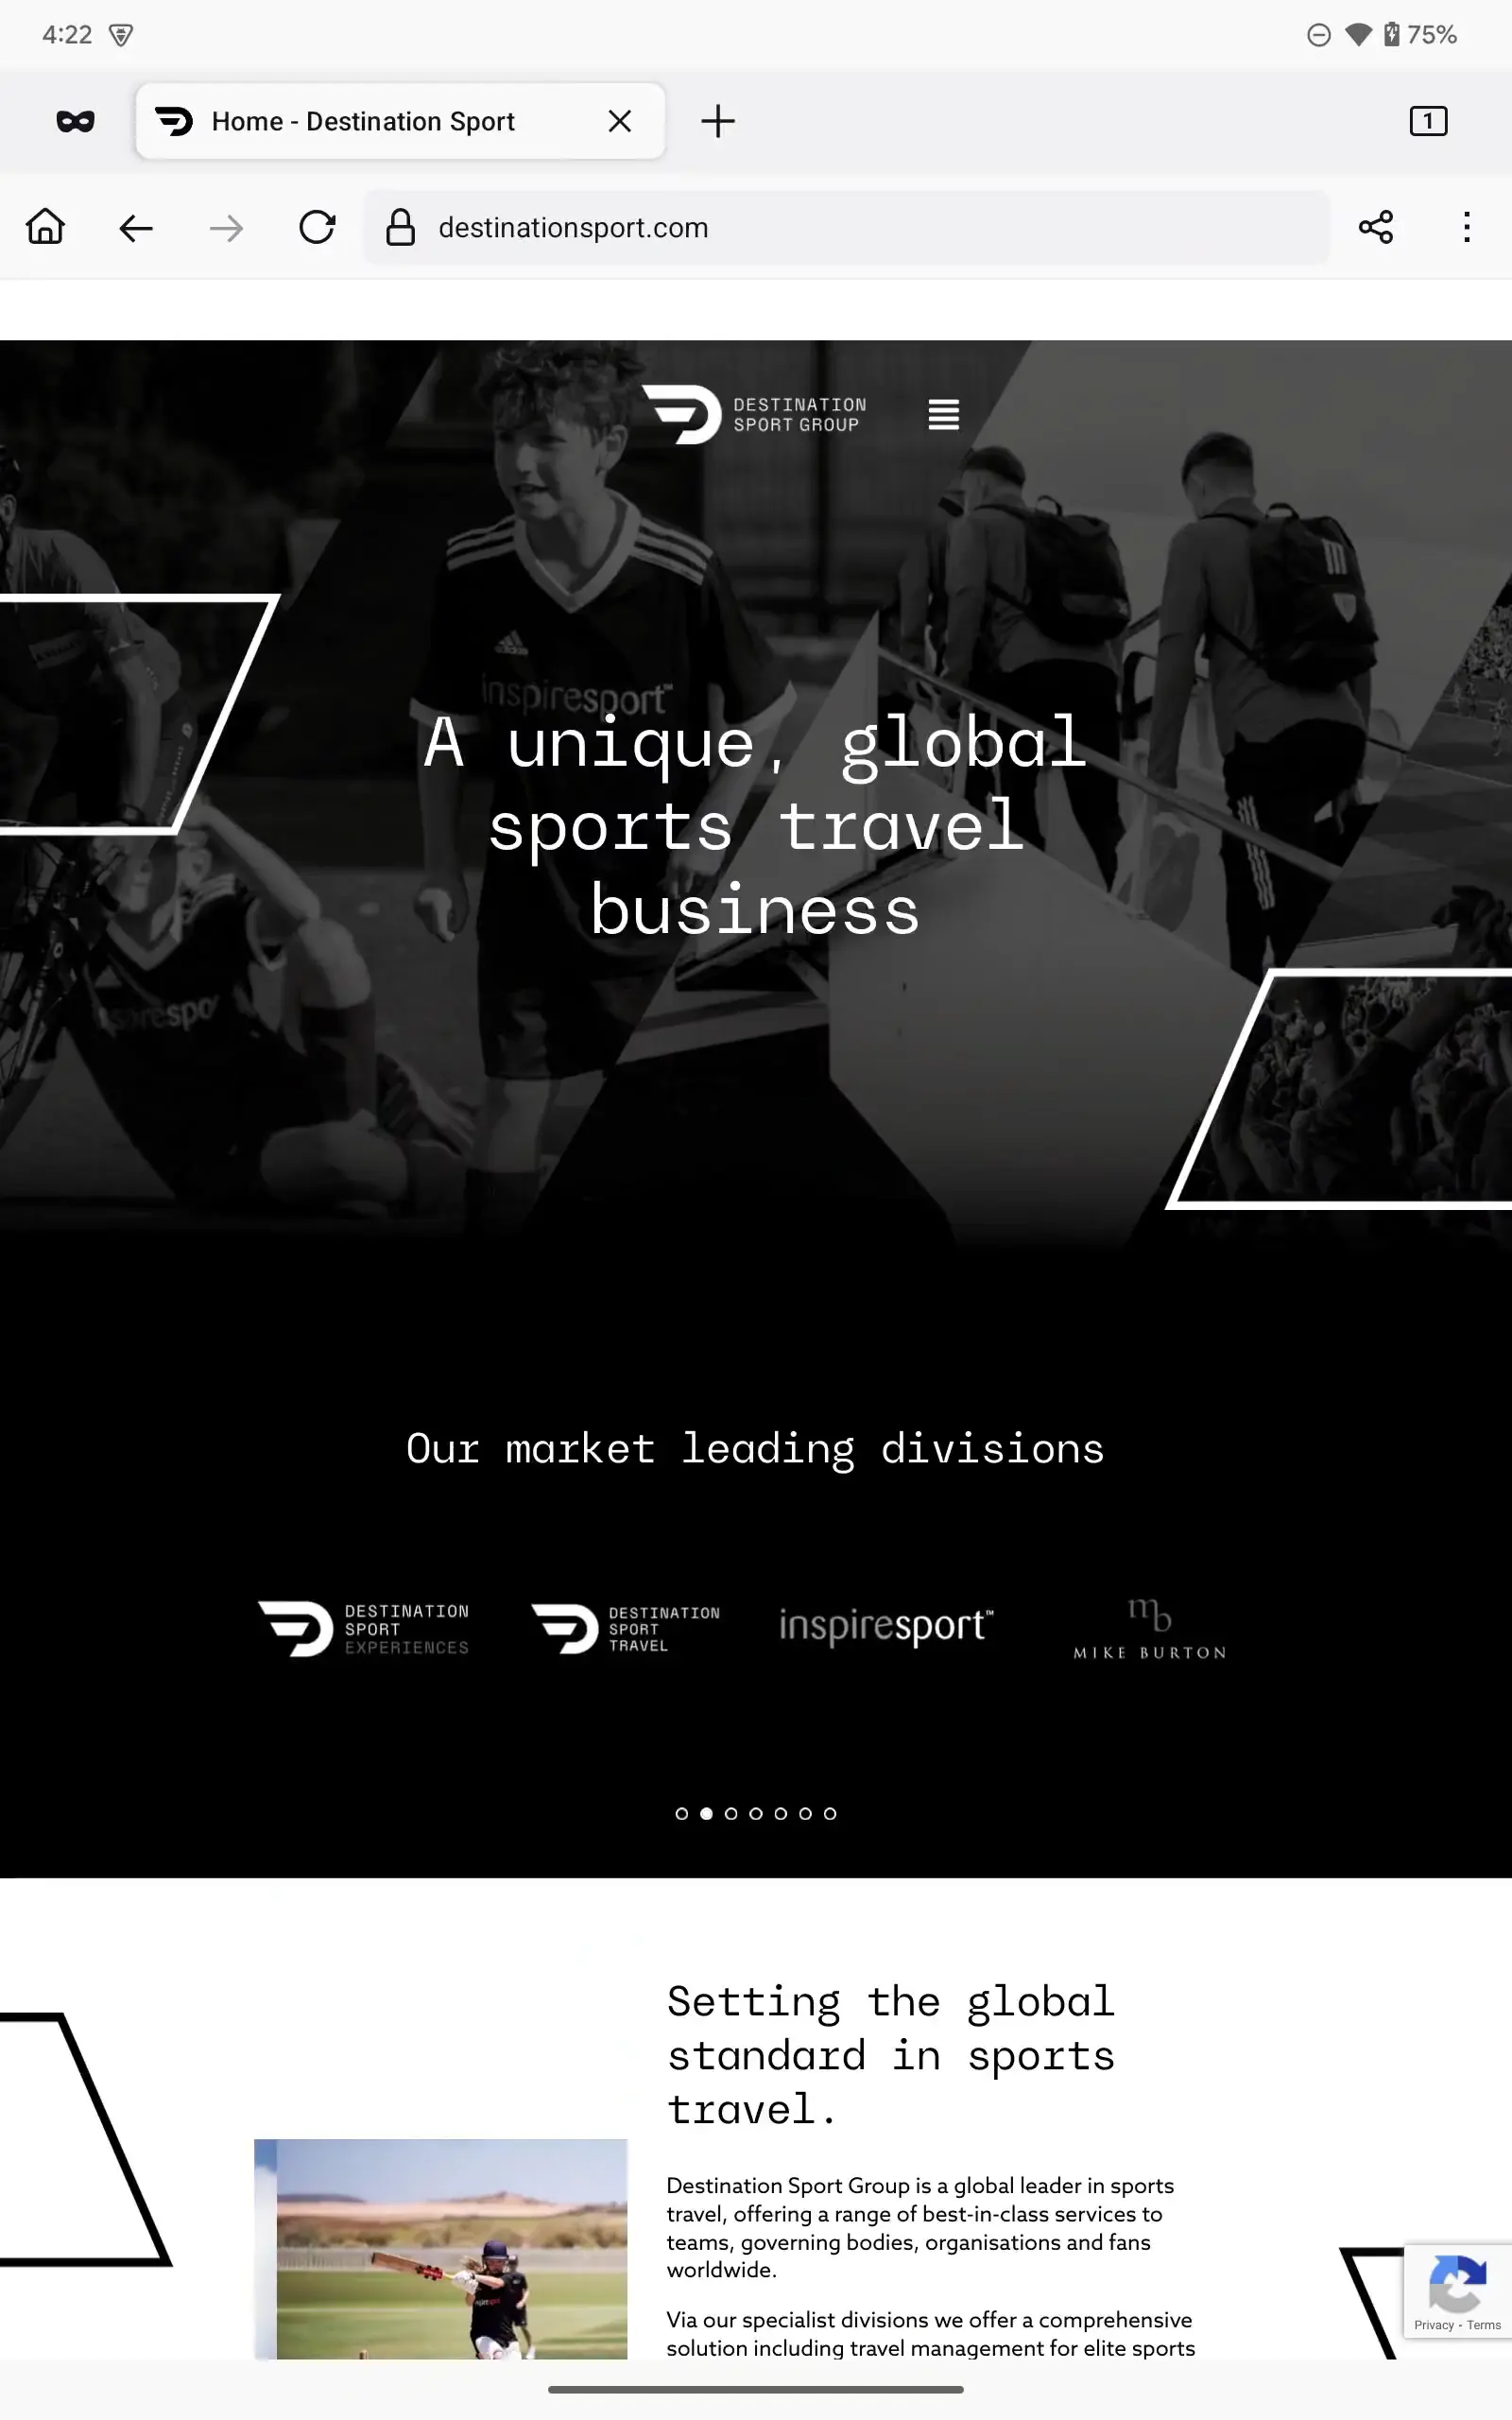 4:22
75%
Home - Destination Sport
1
destinationsport.com
DESTINATION
SPORT GROUP
inspiresport™
A unique, global
sports travel
business
Our market leading divisions
DESTINATION
SPORT
EXPERIENCES
DESTINATION
SPORT
TRAVEL
inspiresport™
mb
MIKE BURTON
Setting the global
standard in sports
travel.
Destination Sport Group is a global leader in sports
travel, offering a range of best-in-class services to
teams, governing bodies, organisations and fans
worldwide.
Via our specialist divisions we offer a comprehensive
solution including travel management for elite sports
Privacy - Terms